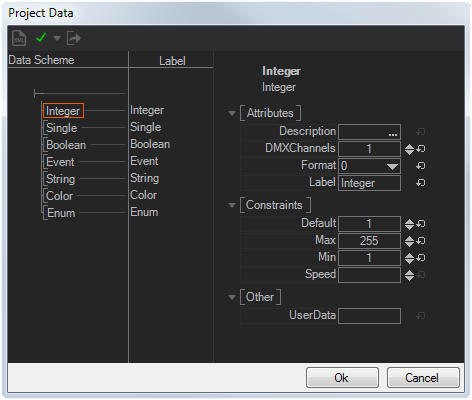 Project Data
XML
Data Scheme Label
Integer Integer
Single Single
Boolean Boolean
Event Event
String String
Color Color
Enum Enum
Integer
Integer
Attributes
Description ...
DMXChannels 1
Format 0
Label Integer
Constraints
Default 1
Max 255
Min 1
Speed
Other
UserData
Ok Cancel